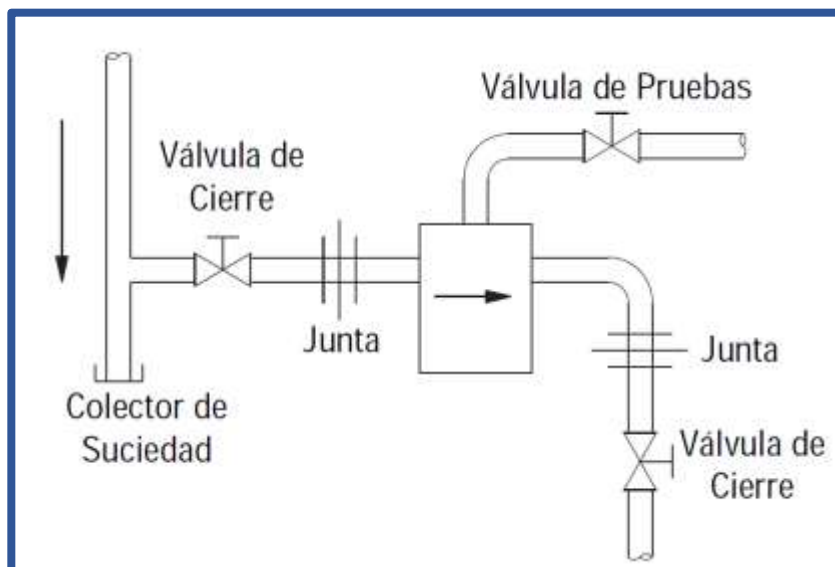 Válvula de Pruebas
Válvula de
Cierre
Junta
Junta
Colector de
Suciedad
Válvula de
Cierre